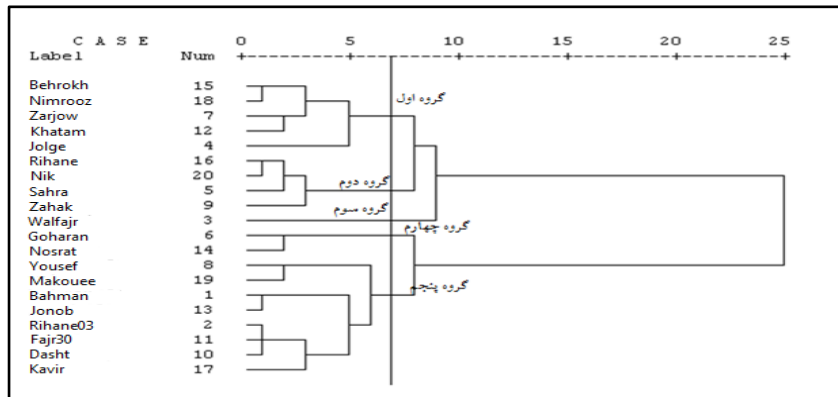 C A S E 0 5 10 15 20 25
Label Num +---------+---------+---------+---------+---------+
Behrokh 15
Nimrooz 18 گروه اول
Zarjow 7
Khatam 12
Jolge 4
Rihane 16
Nik 20 گروه دوم
Sahra 5
Zahak 9 گروه سوم
Walfajr 3 گروه چهارم
Goharan 6
Nosrat 14
Yousef 8
Makouee 19 گروه پنجم
Bahman 1
Jonob 13
Rihane03 2
Fajr30 11
Dasht 10
Kavir 17